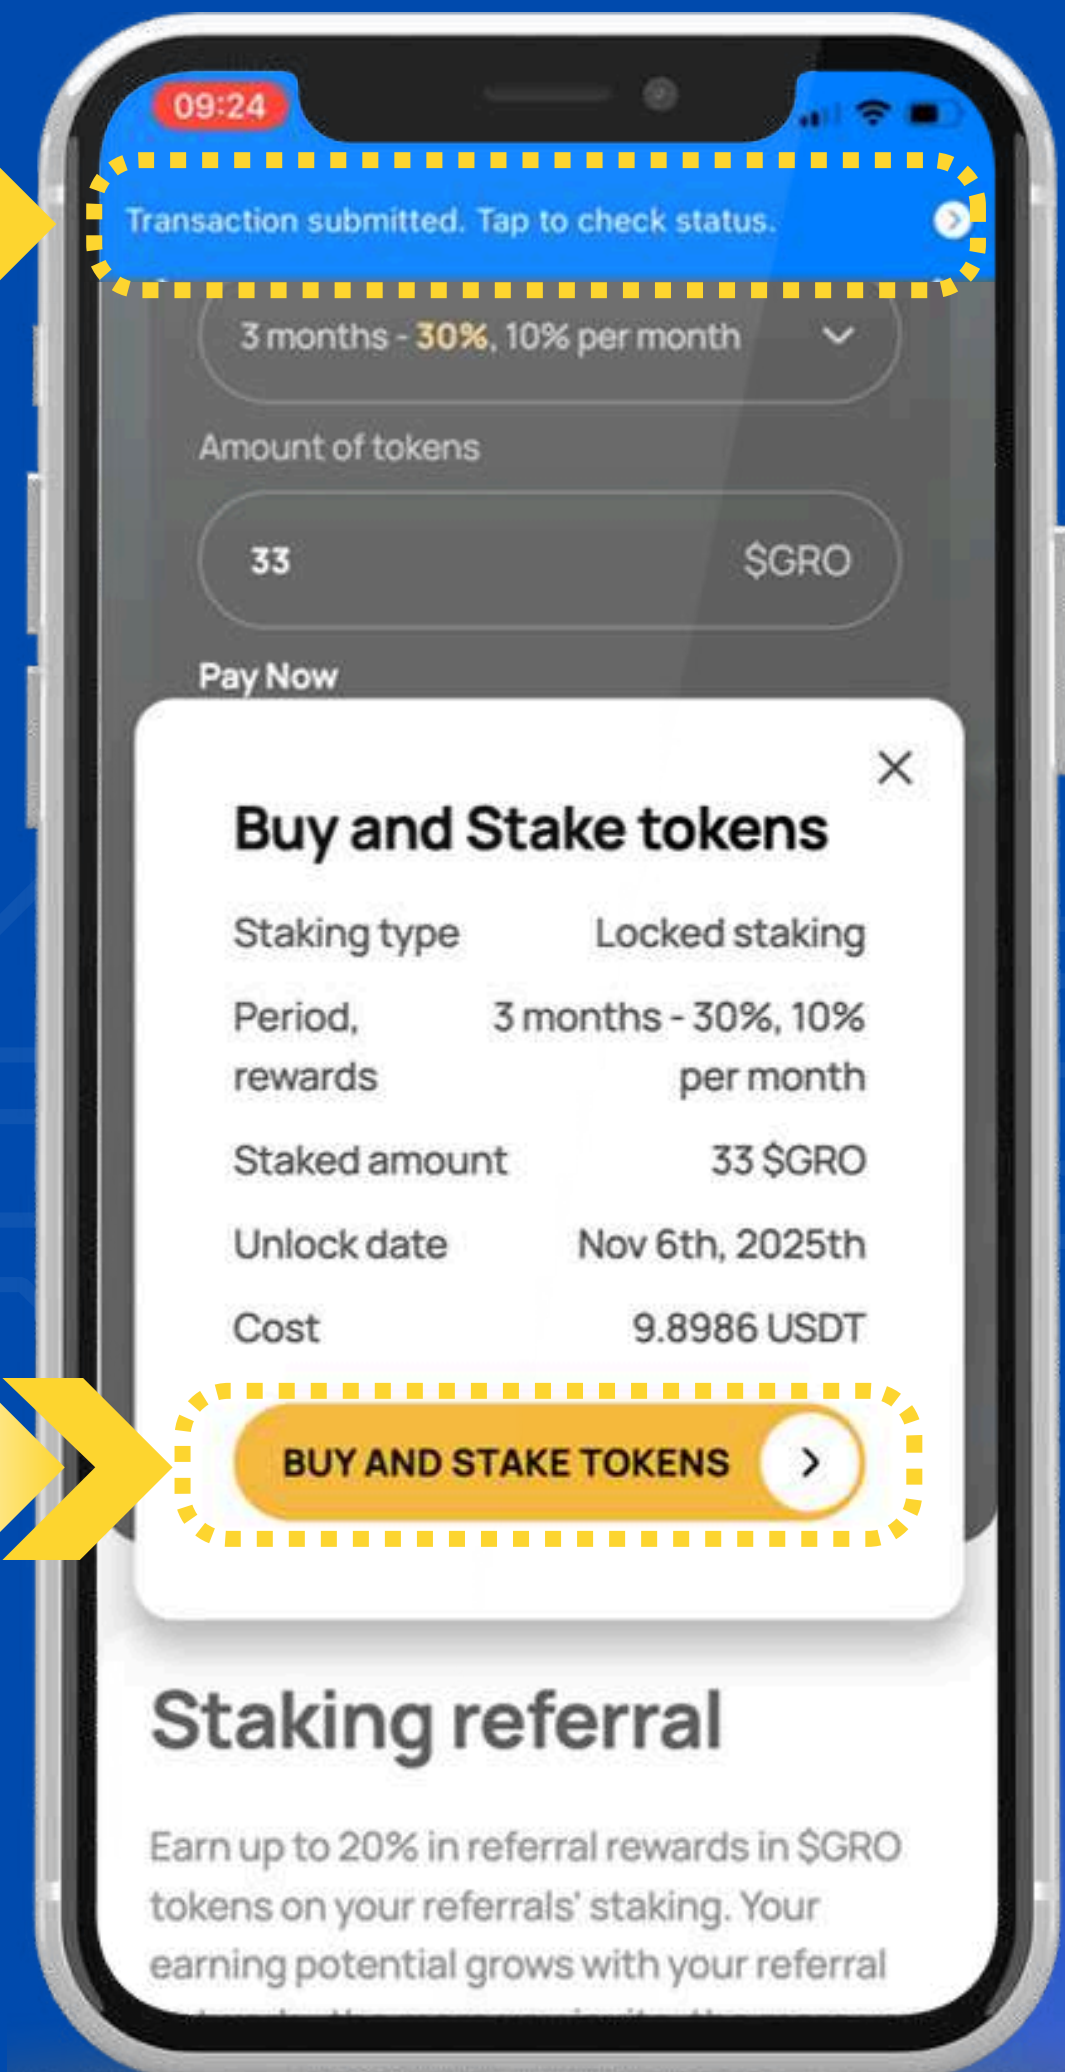 09:24
Transaction submitted. Tap to check status.
3 months - 30%, 10% per month
Amount of tokens
33 $GRO
Pay Now
Buy and Stake tokens
Staking type Locked staking
Period, 3 months - 30%, 10%
rewards per month
Staked amount 33 $GRO
Unlock date Nov 6th, 2025th
Cost 9.8986 USDT
BUY AND STAKE TOKENS
Staking referral
Earn up to 20% in referral rewards in $GRO
tokens on your referrals' staking. Your
earning potential grows with your referral